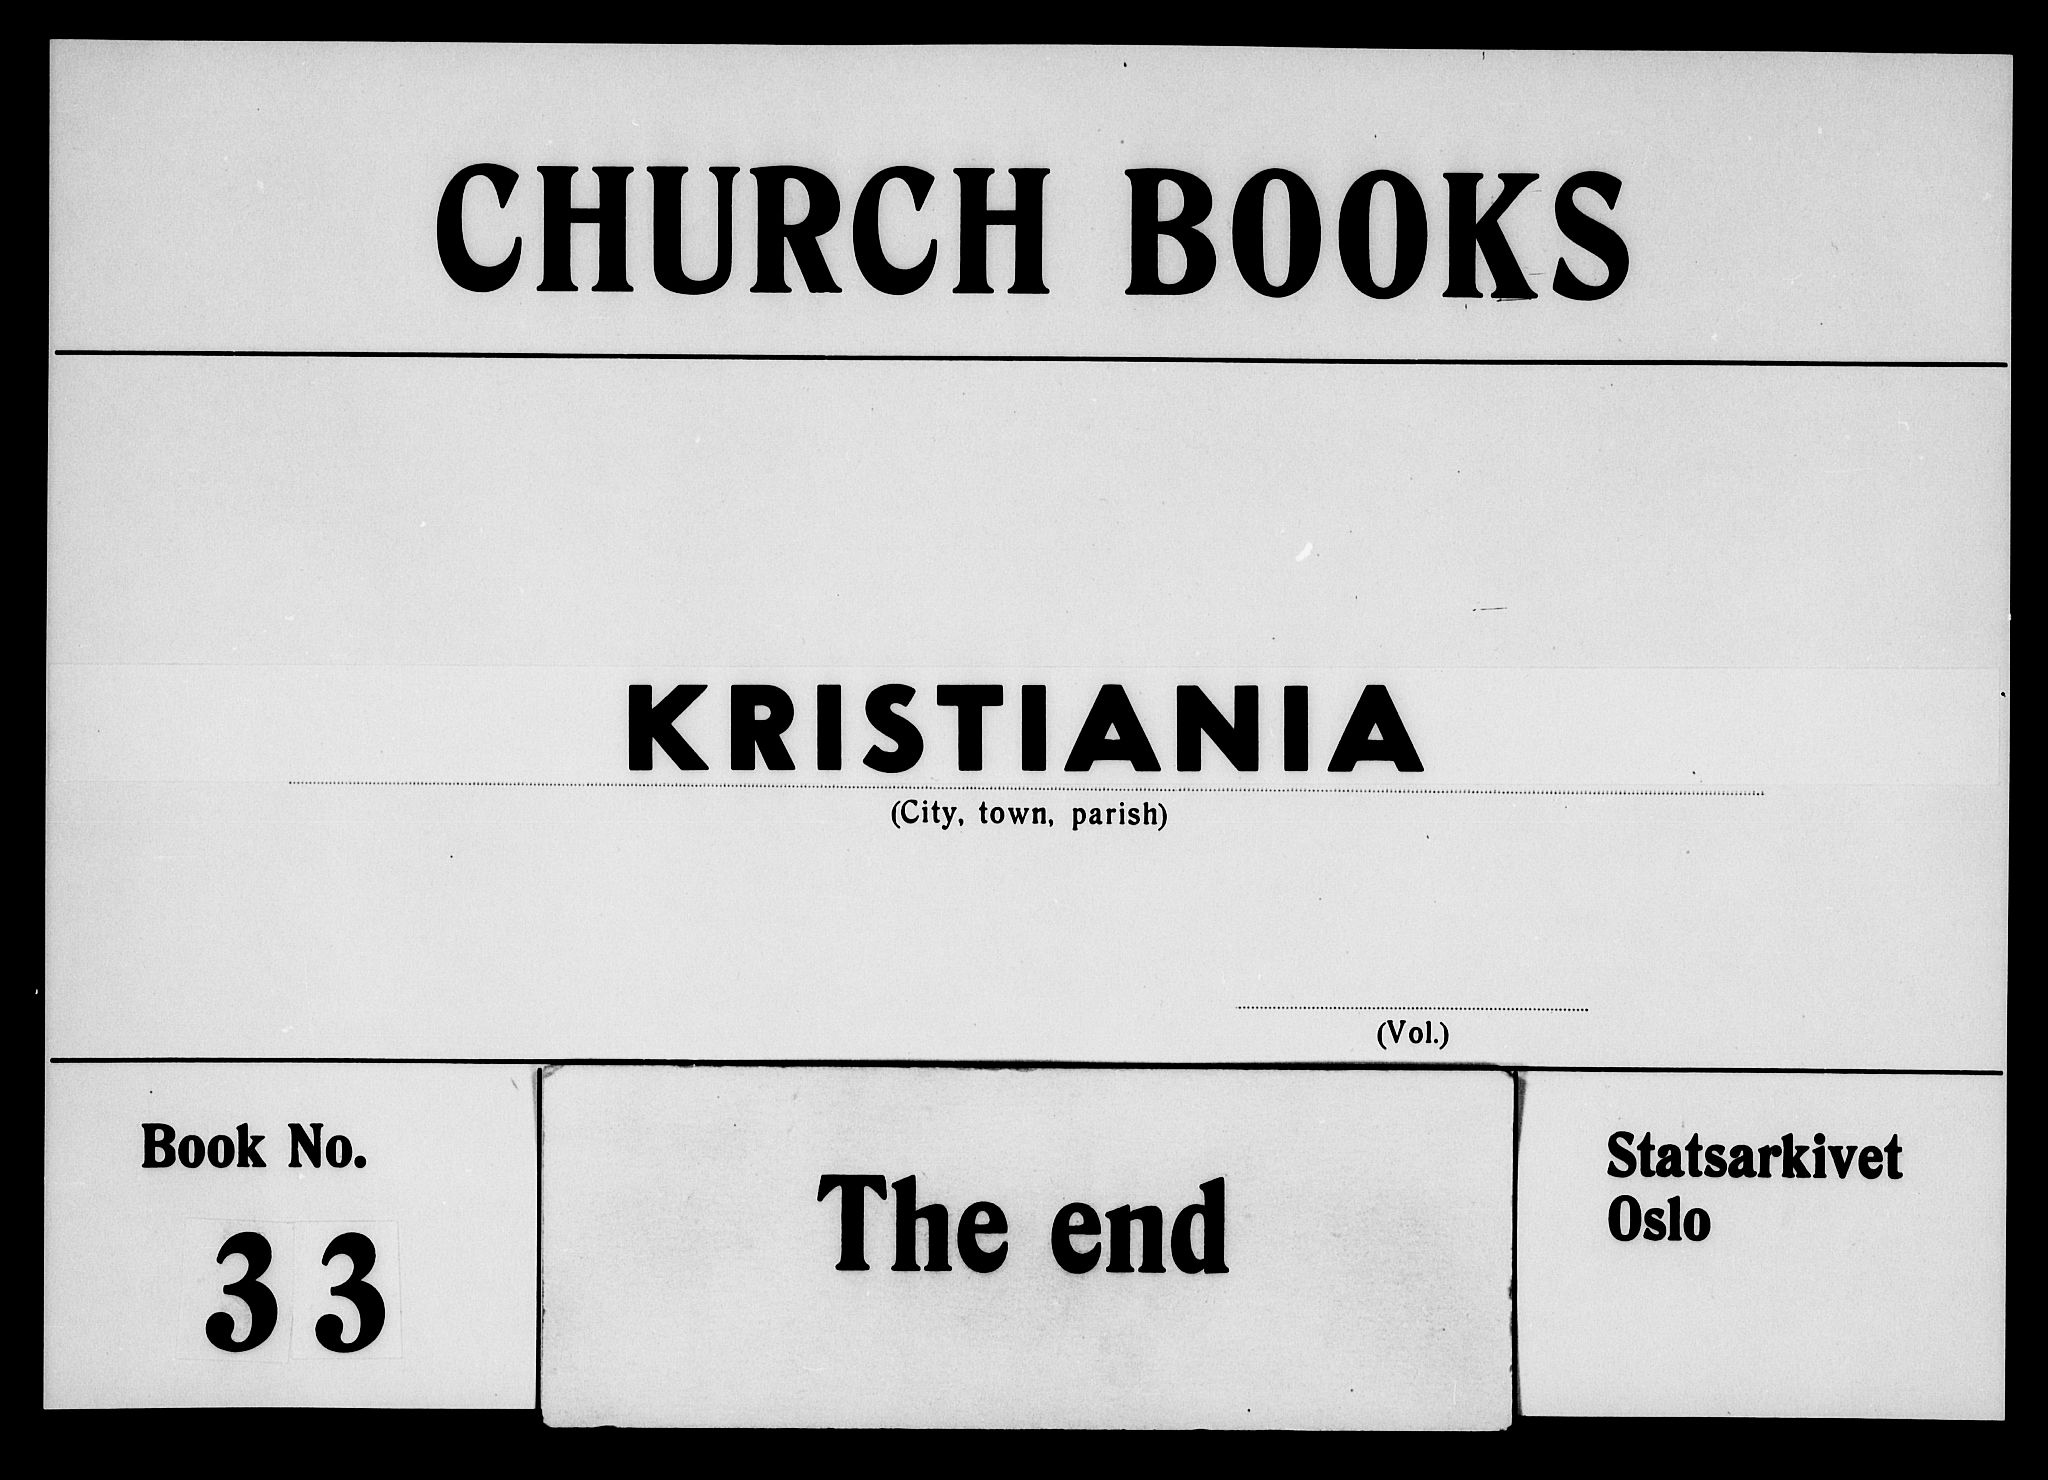 CHURCH BOOKS
KRISTIANIA
(City, town, parish)
(Vol.)
Book No.
33
The end
Statsarkivet
Oslo